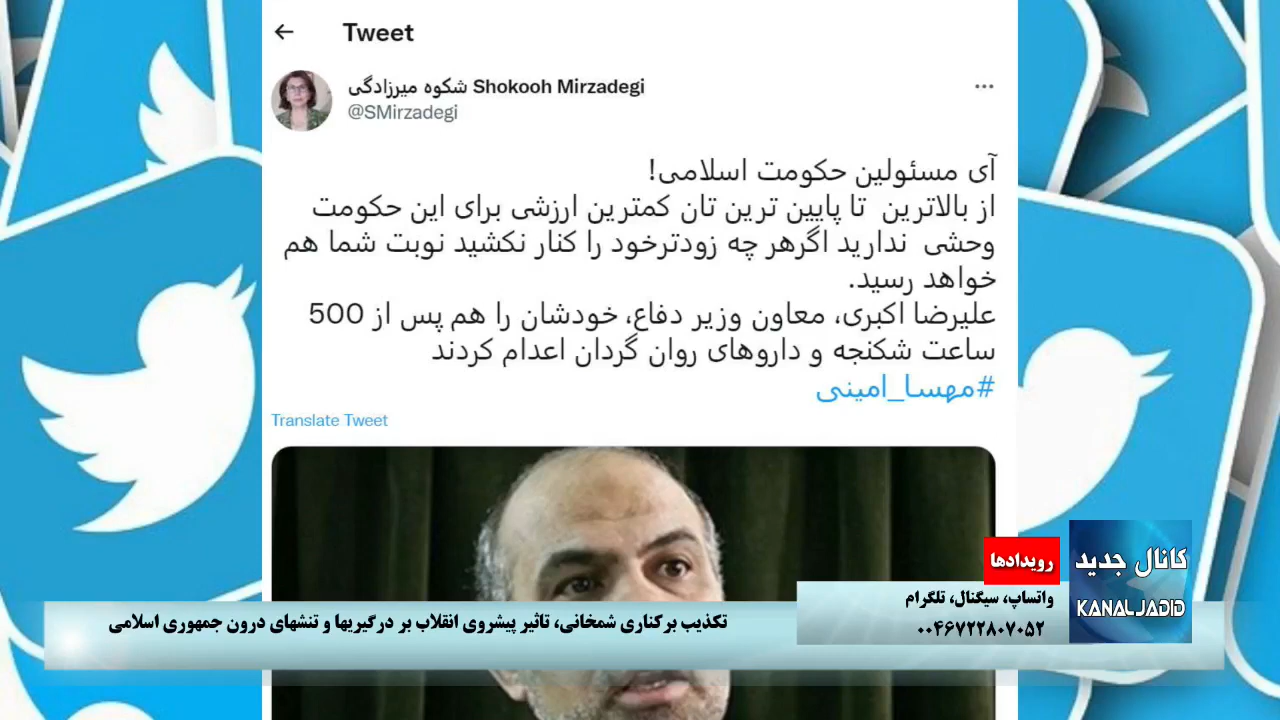 Tweet
شکوه میرزادگی Shokooh Mirzadegi
@SMirzadegi
آی مسئولین حکومت اسلامی!
از بالاترین تا پایین ترین تان کمترین ارزشی برای این حکومت
وحشی ندارید اگرهر چه زودترخود را کنار نکشید نوبت شما هم
خواهد رسید.
علیرضا اکبری، معاون وزیر دفاع، خودشان را هم پس از 500
ساعت شکنجه و داروهای روان گردان اعدام کردند
#مهسا_امینی
Translate Tweet
رویدادها
کانال جدید
KANAL JADID
واتساپ، سیگنال، تلگرام
۰۰۴۶۷۲۲۸۰۷۰۵۲
تکذیب برکناری شمخانی، تاثیر پیشروی انقلاب بر درگیریها و تنشهای درون جمهوری اسلامی